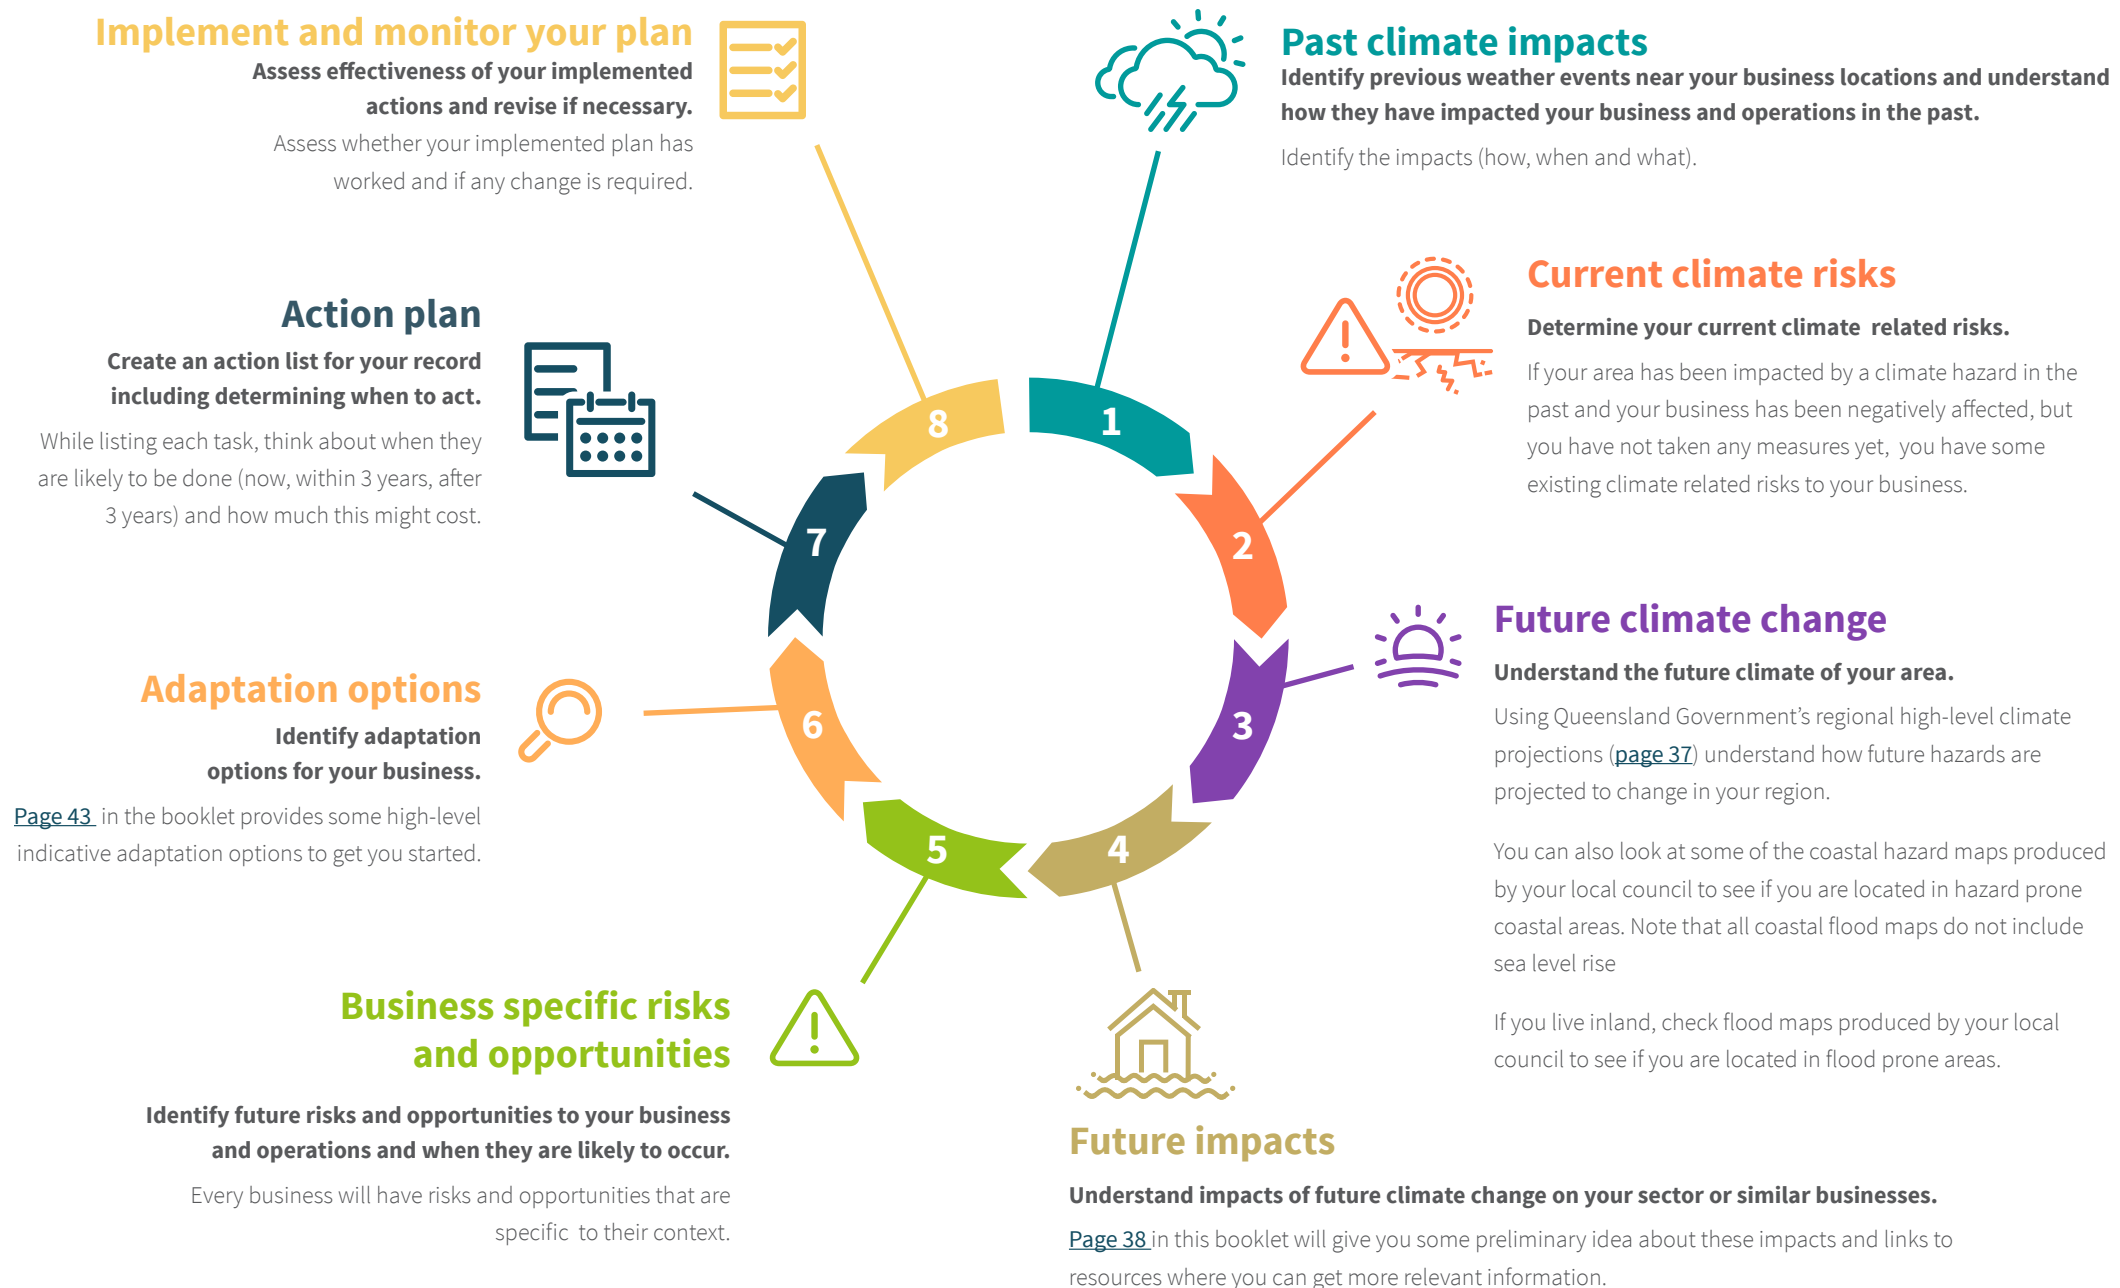 Past climate impacts
Identify previous weather events near your business locations and understand
how they have impacted your business and operations in the past.
Identify the impacts (how, when and what).
Current climate risks
Determine your current climate related risks.
If your area has been impacted by a climate hazard in the
past and your business has been negatively affected, but
you have not taken any measures yet, you have some
existing climate related risks to your business.
Future climate change
Understand the future climate of your area.
Using Queensland Government's regional high-level climate
projections (page 37) understand how future hazards are
projected to change in your region.
You can also look at some of the coastal hazard maps produced
by your local council to see if you are located in hazard prone
coastal areas. Note that all coastal flood maps do not include
sea level rise
If you live inland, check flood maps produced by your local
council to see if you are located in flood prone areas.
Future impacts
Understand impacts of future climate change on your sector or similar businesses.
Page 38 in this booklet will give you some preliminary idea about these impacts and links to
resources where you can get more relevant information.
Business specific risks
and opportunities
Identify future risks and opportunities to your business
and operations and when they are likely to occur.
Every business will have risks and opportunities that are
specific to their context.
Adaptation options
Identify adaptation
options for your business.
Page 43 in the booklet provides some high-level
indicative adaptation options to get you started.
Action plan
Create an action list for your record
including determining when to act.
While listing each task, think about when they
are likely to be done (now, within 3 years, after
3 years) and how much this might cost.
Implement and monitor your plan
Assess effectiveness of your implemented
actions and revise if necessary.
Assess whether your implemented plan has
worked and if any change is required.
1
2
3
4
5
6
7
8